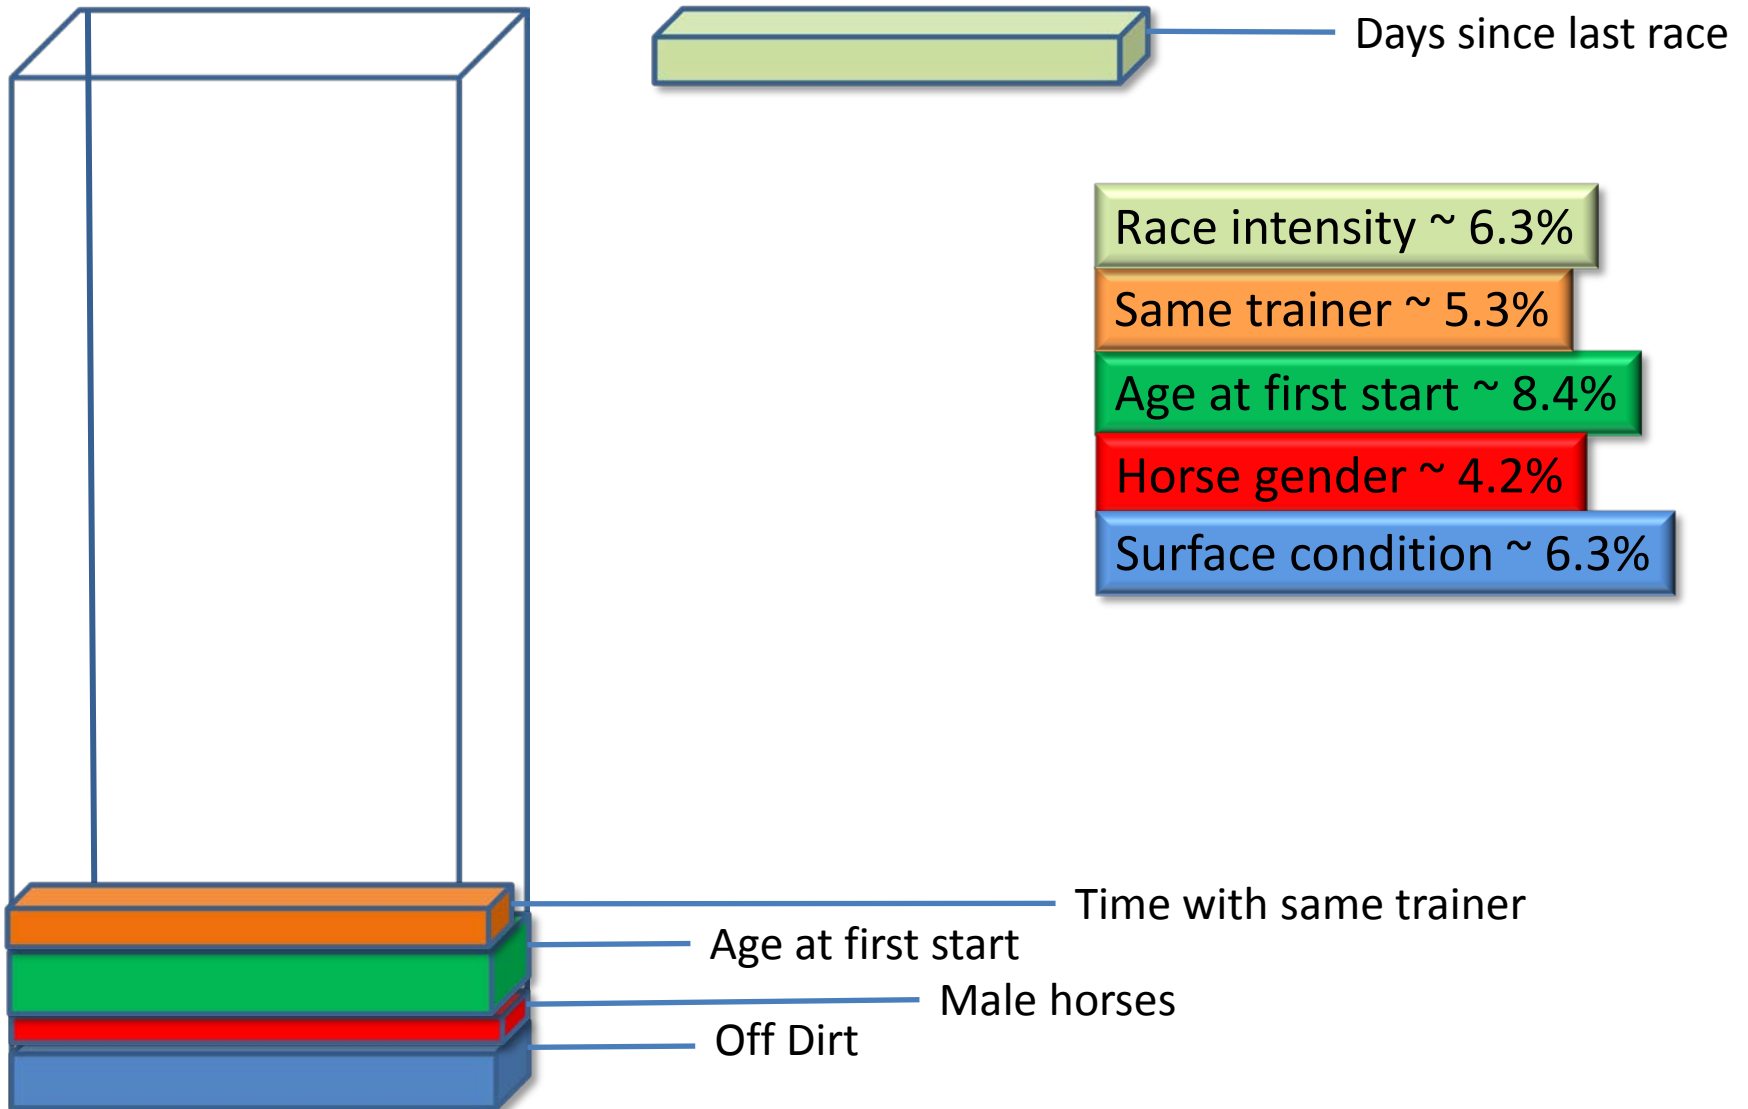 Days since last race
Race intensity ~ 6.3%
Same trainer ~ 5.3%
Age at first start ~ 8.4%
Horse gender ~ 4.2%
Surface condition ~ 6.3%
Time with same trainer
Age at first start
Male horses
Off Dirt